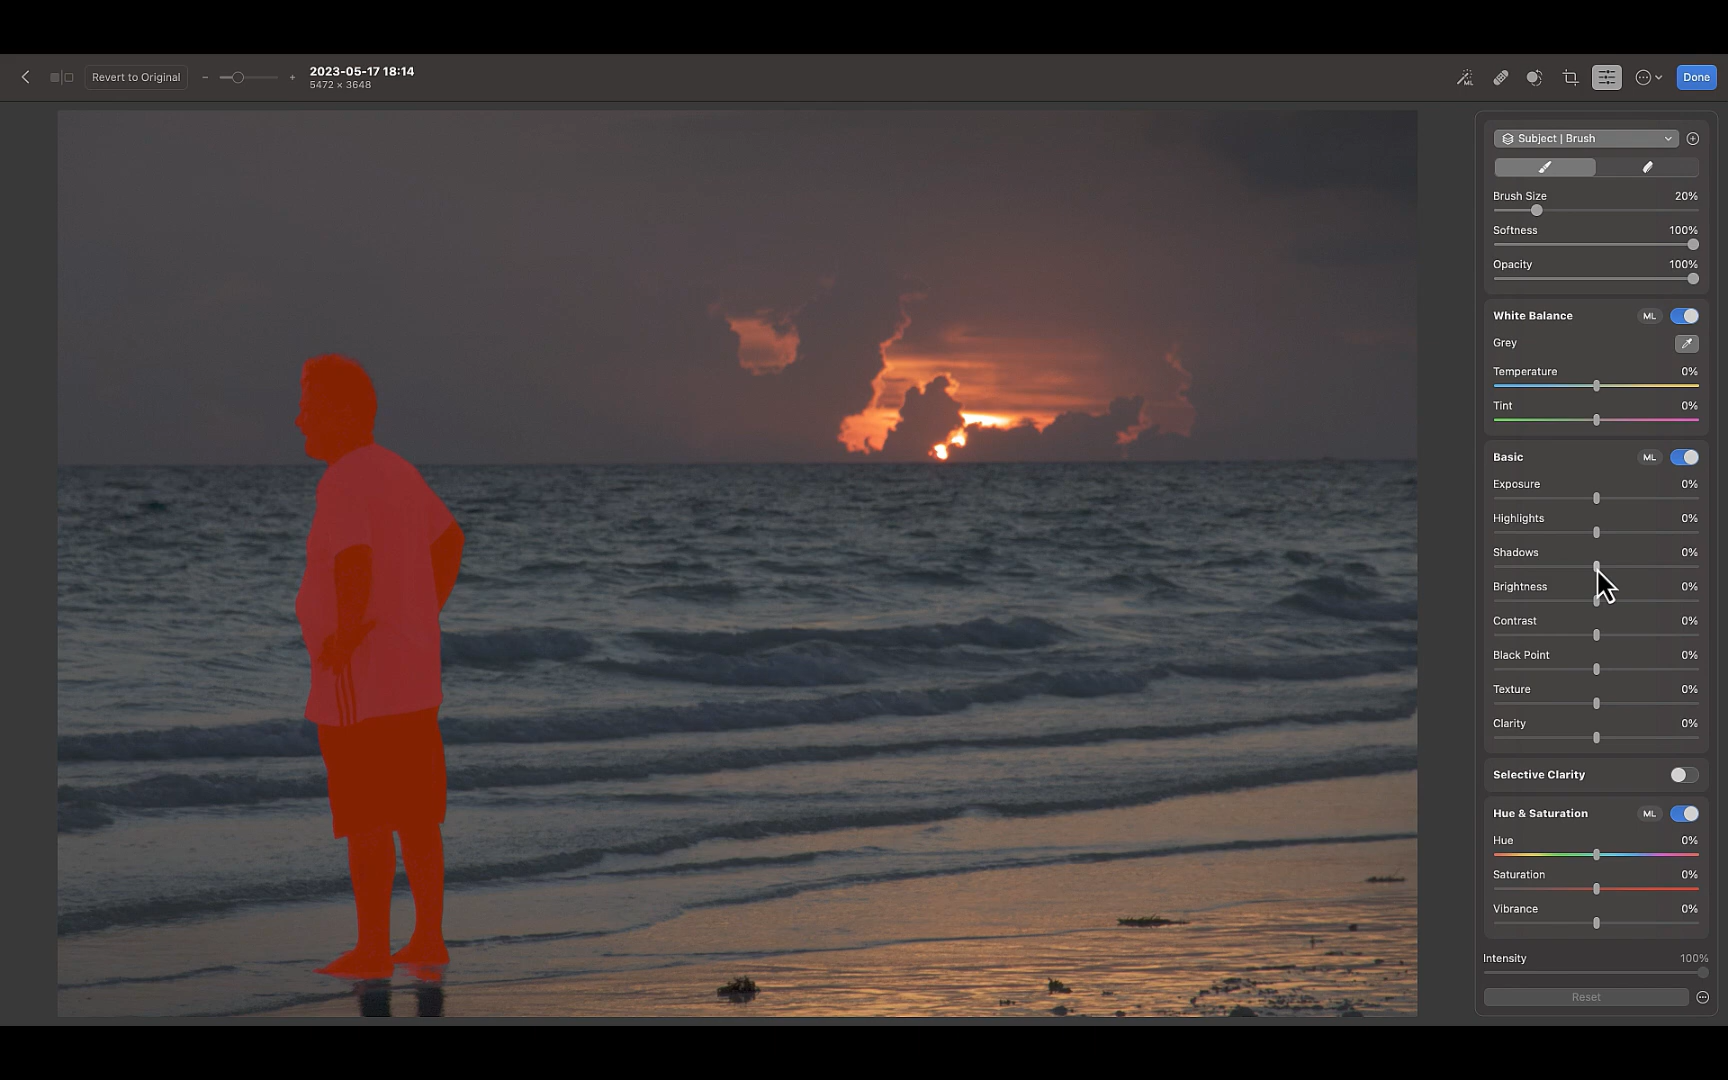 Revert to Original
2023-05-17 18:14
5472 × 3648
ML
Done
Subject | Brush
Brush Size 20%
Softness 100%
Opacity 100%
White Balance ML
Grey
Temperature 0%
Tint 0%
Basic ML
Exposure 0%
Highlights 0%
Shadows 0%
Brightness 0%
Contrast 0%
Black Point 0%
Texture 0%
Clarity 0%
Selective Clarity
Hue & Saturation ML
Hue 0%
Saturation 0%
Vibrance 0%
Intensity 100%
Reset